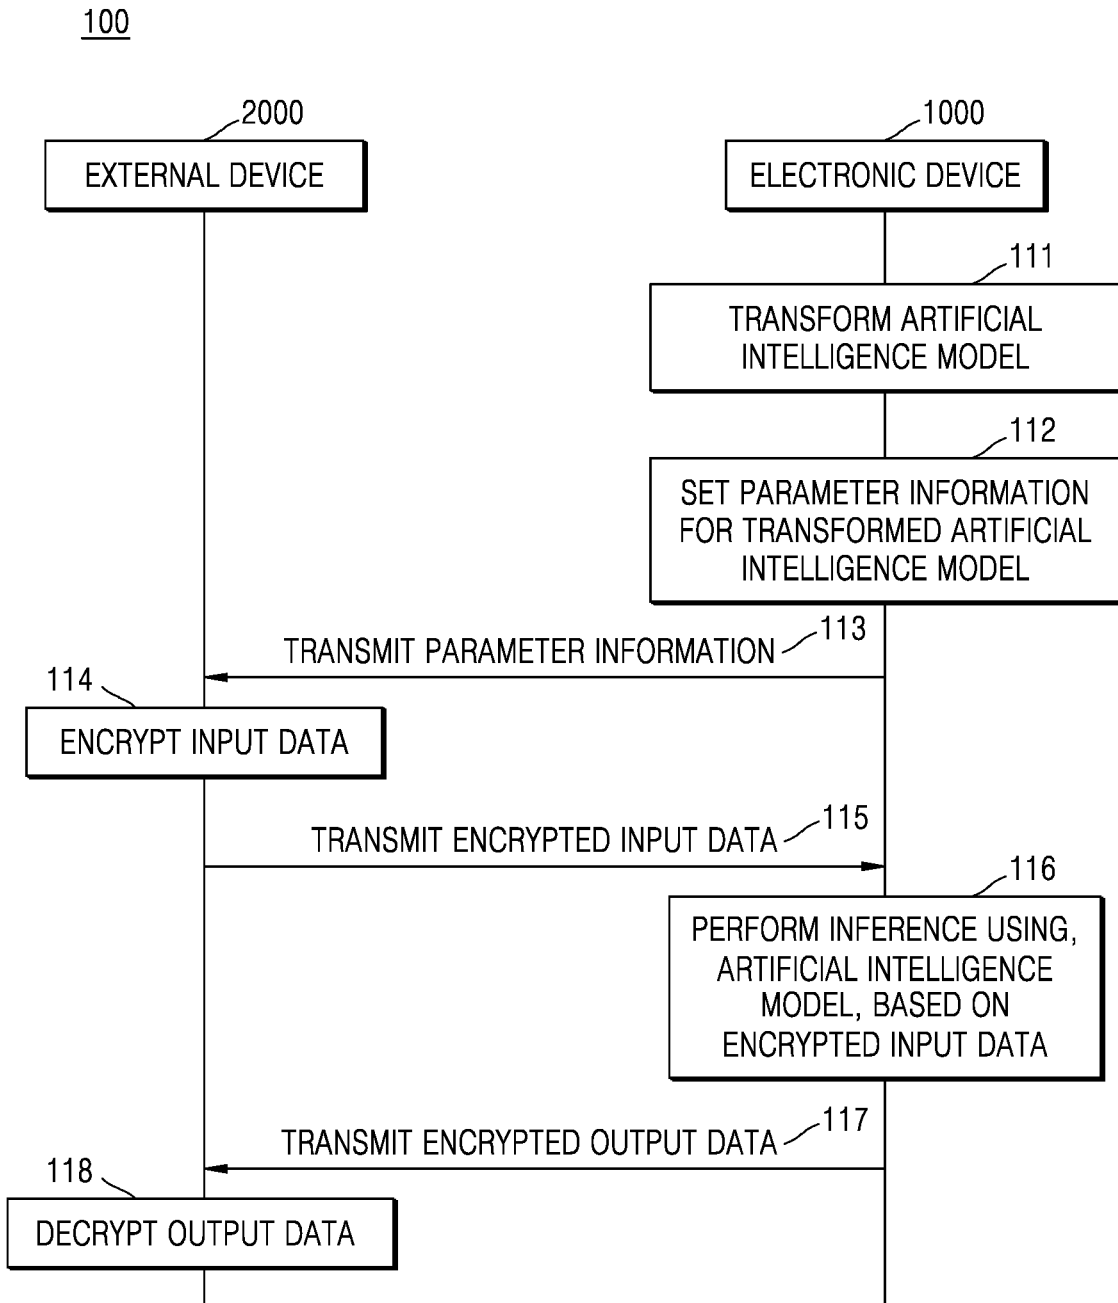 100
2000
1000
EXTERNAL DEVICE
ELECTRONIC DEVICE
111
TRANSFORM ARTIFICIAL
INTELLIGENCE MODEL
112
SET PARAMETER INFORMATION
FOR TRANSFORMED ARTIFICIAL
INTELLIGENCE MODEL
TRANSMIT PARAMETER INFORMATION
113
114
ENCRYPT INPUT DATA
TRANSMIT ENCRYPTED INPUT DATA
115
116
PERFORM INFERENCE USING,
ARTIFICIAL INTELLIGENCE
MODEL, BASED ON
ENCRYPTED INPUT DATA
TRANSMIT ENCRYPTED OUTPUT DATA
117
118
DECRYPT OUTPUT DATA